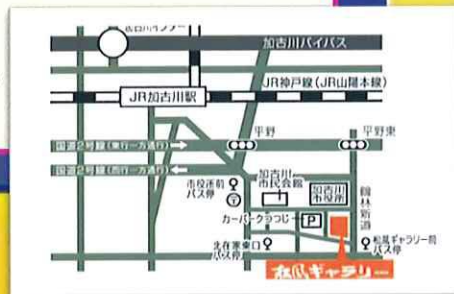 加古川バイパス
JR神戸線(JR山陽本線)
JR加古川駅
平野
平野東
国道2号線(東行一方通行)
国道2号線(西行一方通行)
加古川
市民会館
加古川
市役所
市役所前
バス停
カーパークつつじ
P
鶴林新道
北在家東口
バス停
松風ギャラリー前
バス停
松風ギャラリー